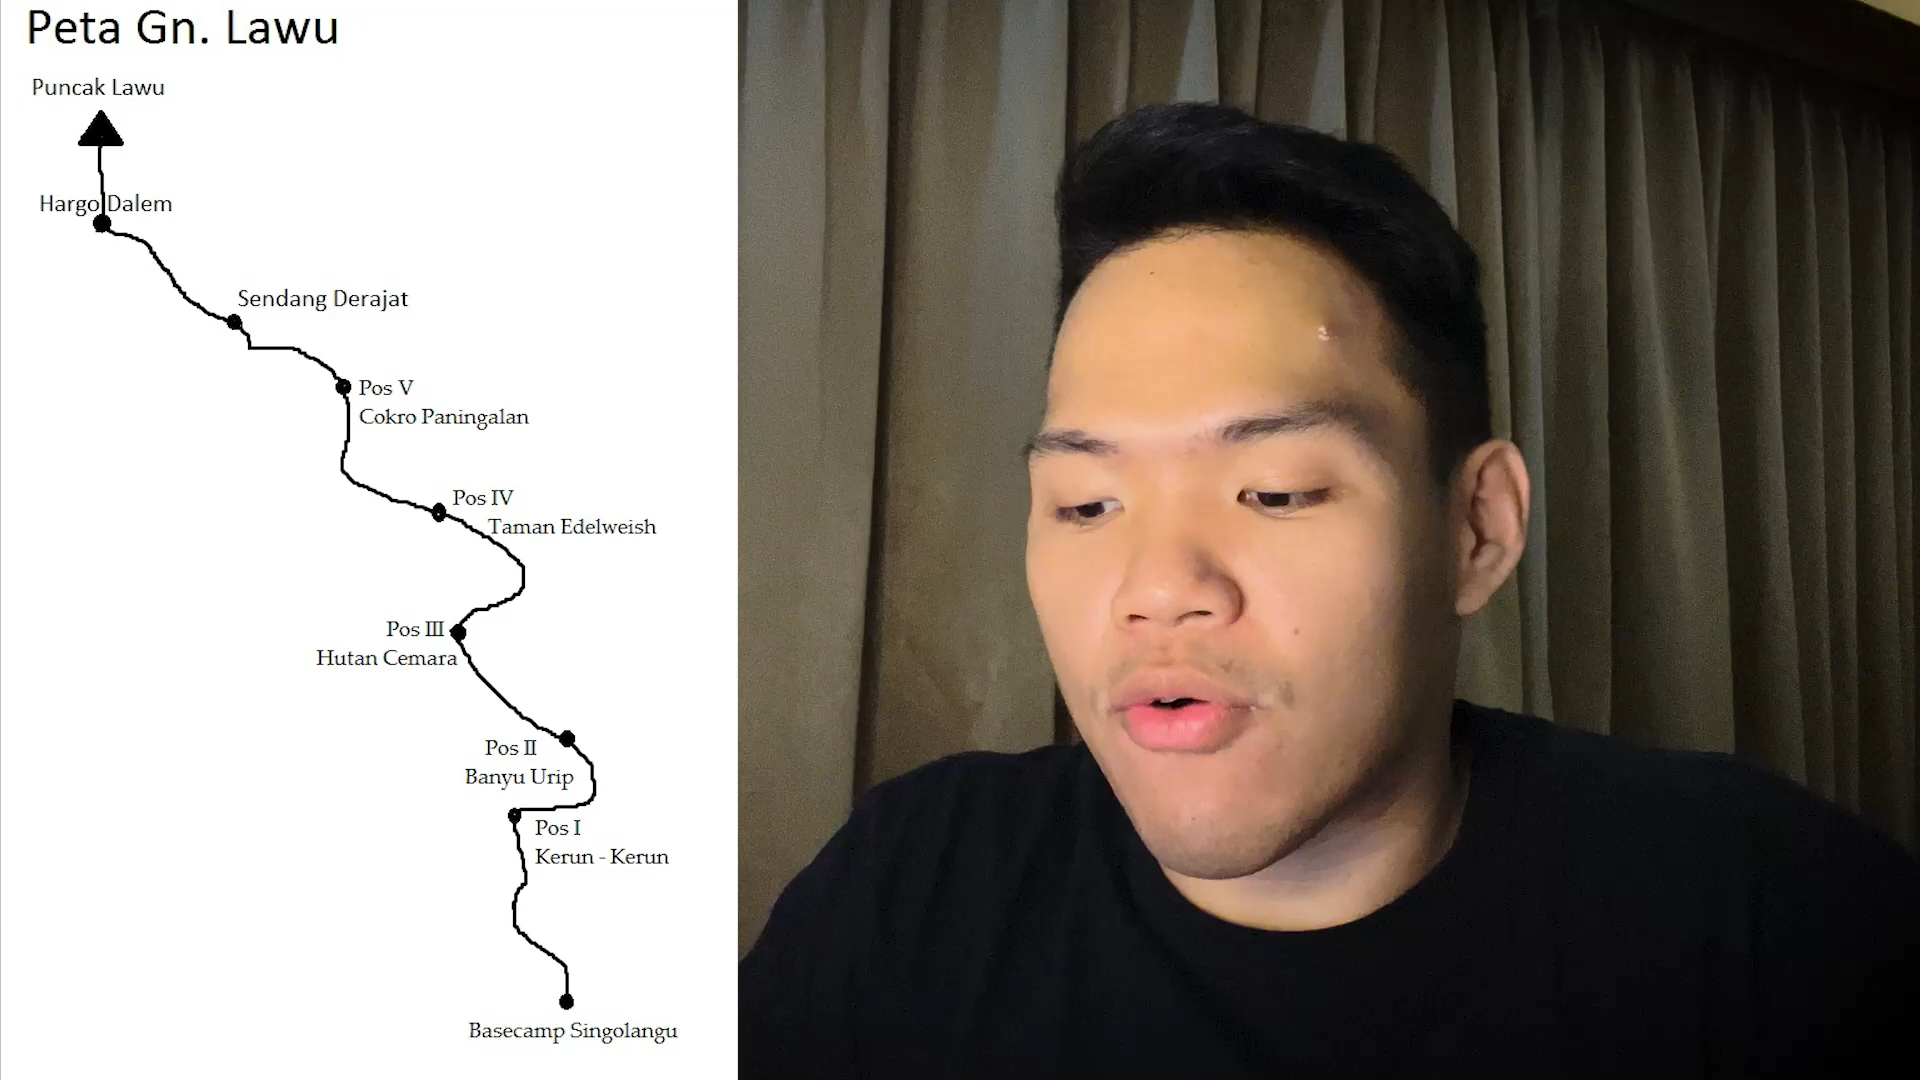 Peta Gn. Lawu
Puncak Lawu
Hargo Dalem
Sendang Derajat
Pos V
Cokro Paningalan
Pos IV
Taman Edelweish
Pos III
Hutan Cemara
Pos II
Banyu Urip
Pos I
Kerun - Kerun
Basecamp Singolangu